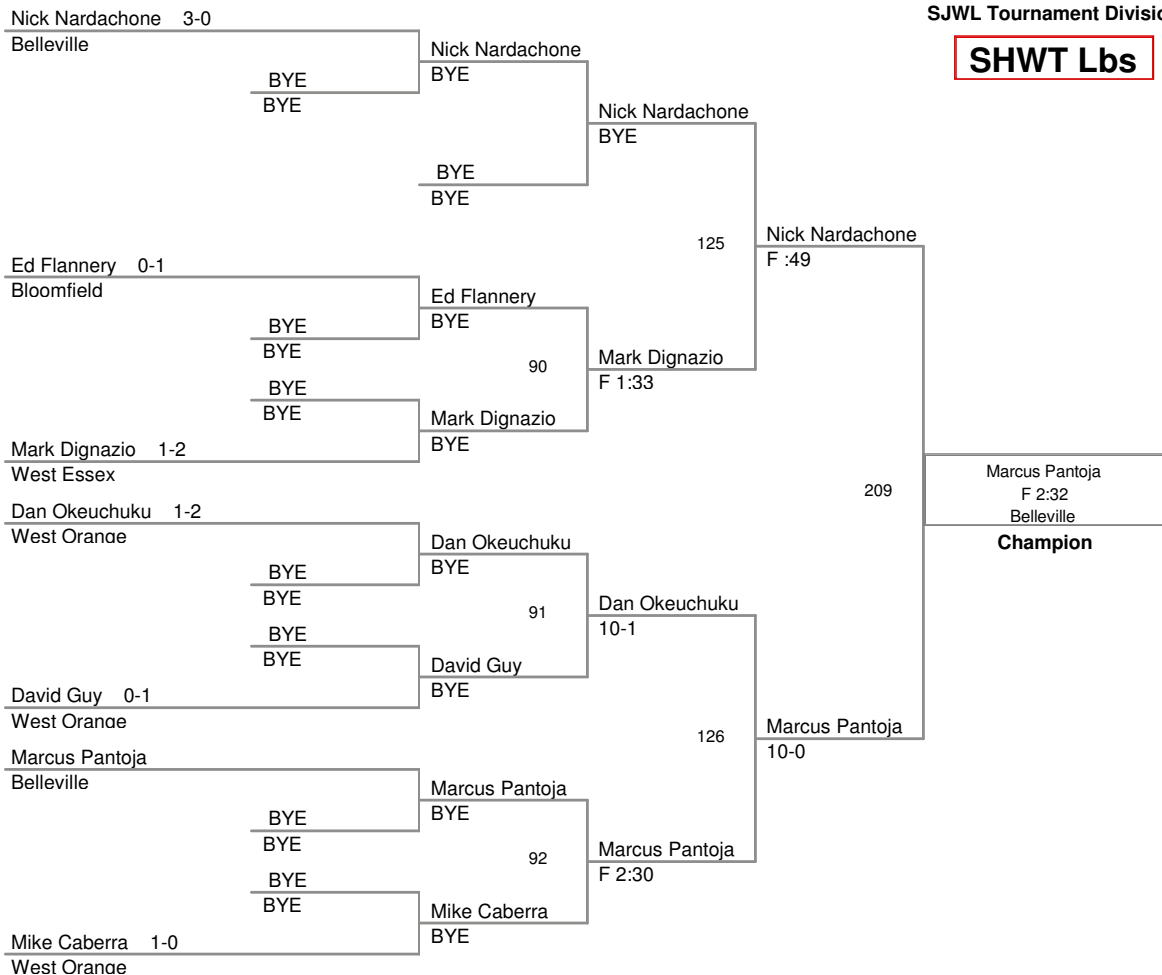 SJWL Tournament Divisio
SHWT Lbs
Nick Nardachone 3-0
Belleville
BYE
BYE
Nick Nardachone
BYE
BYE
BYE
Nick Nardachone
BYE
Ed Flannery 0-1
Bloomfield
BYE
BYE
Ed Flannery
BYE
90
BYE
BYE
Mark Dignazio
BYE
Mark Dignazio 1-2
West Essex
Mark Dignazio
F 1:33
125
Nick Nardachone
F :49
Dan Okeuchuku 1-2
West Orange
BYE
BYE
Dan Okeuchuku
BYE
91
BYE
BYE
David Guy
BYE
David Guy 0-1
West Orange
Dan Okeuchuku
10-1
Marcus Pantoja
Belleville
BYE
BYE
Marcus Pantoja
BYE
92
BYE
BYE
Mike Caberra
BYE
Mike Caberra 1-0
West Orange
Marcus Pantoja
F 2:30
126
Marcus Pantoja
10-0
209
Marcus Pantoja
F 2:32
Belleville
Champion